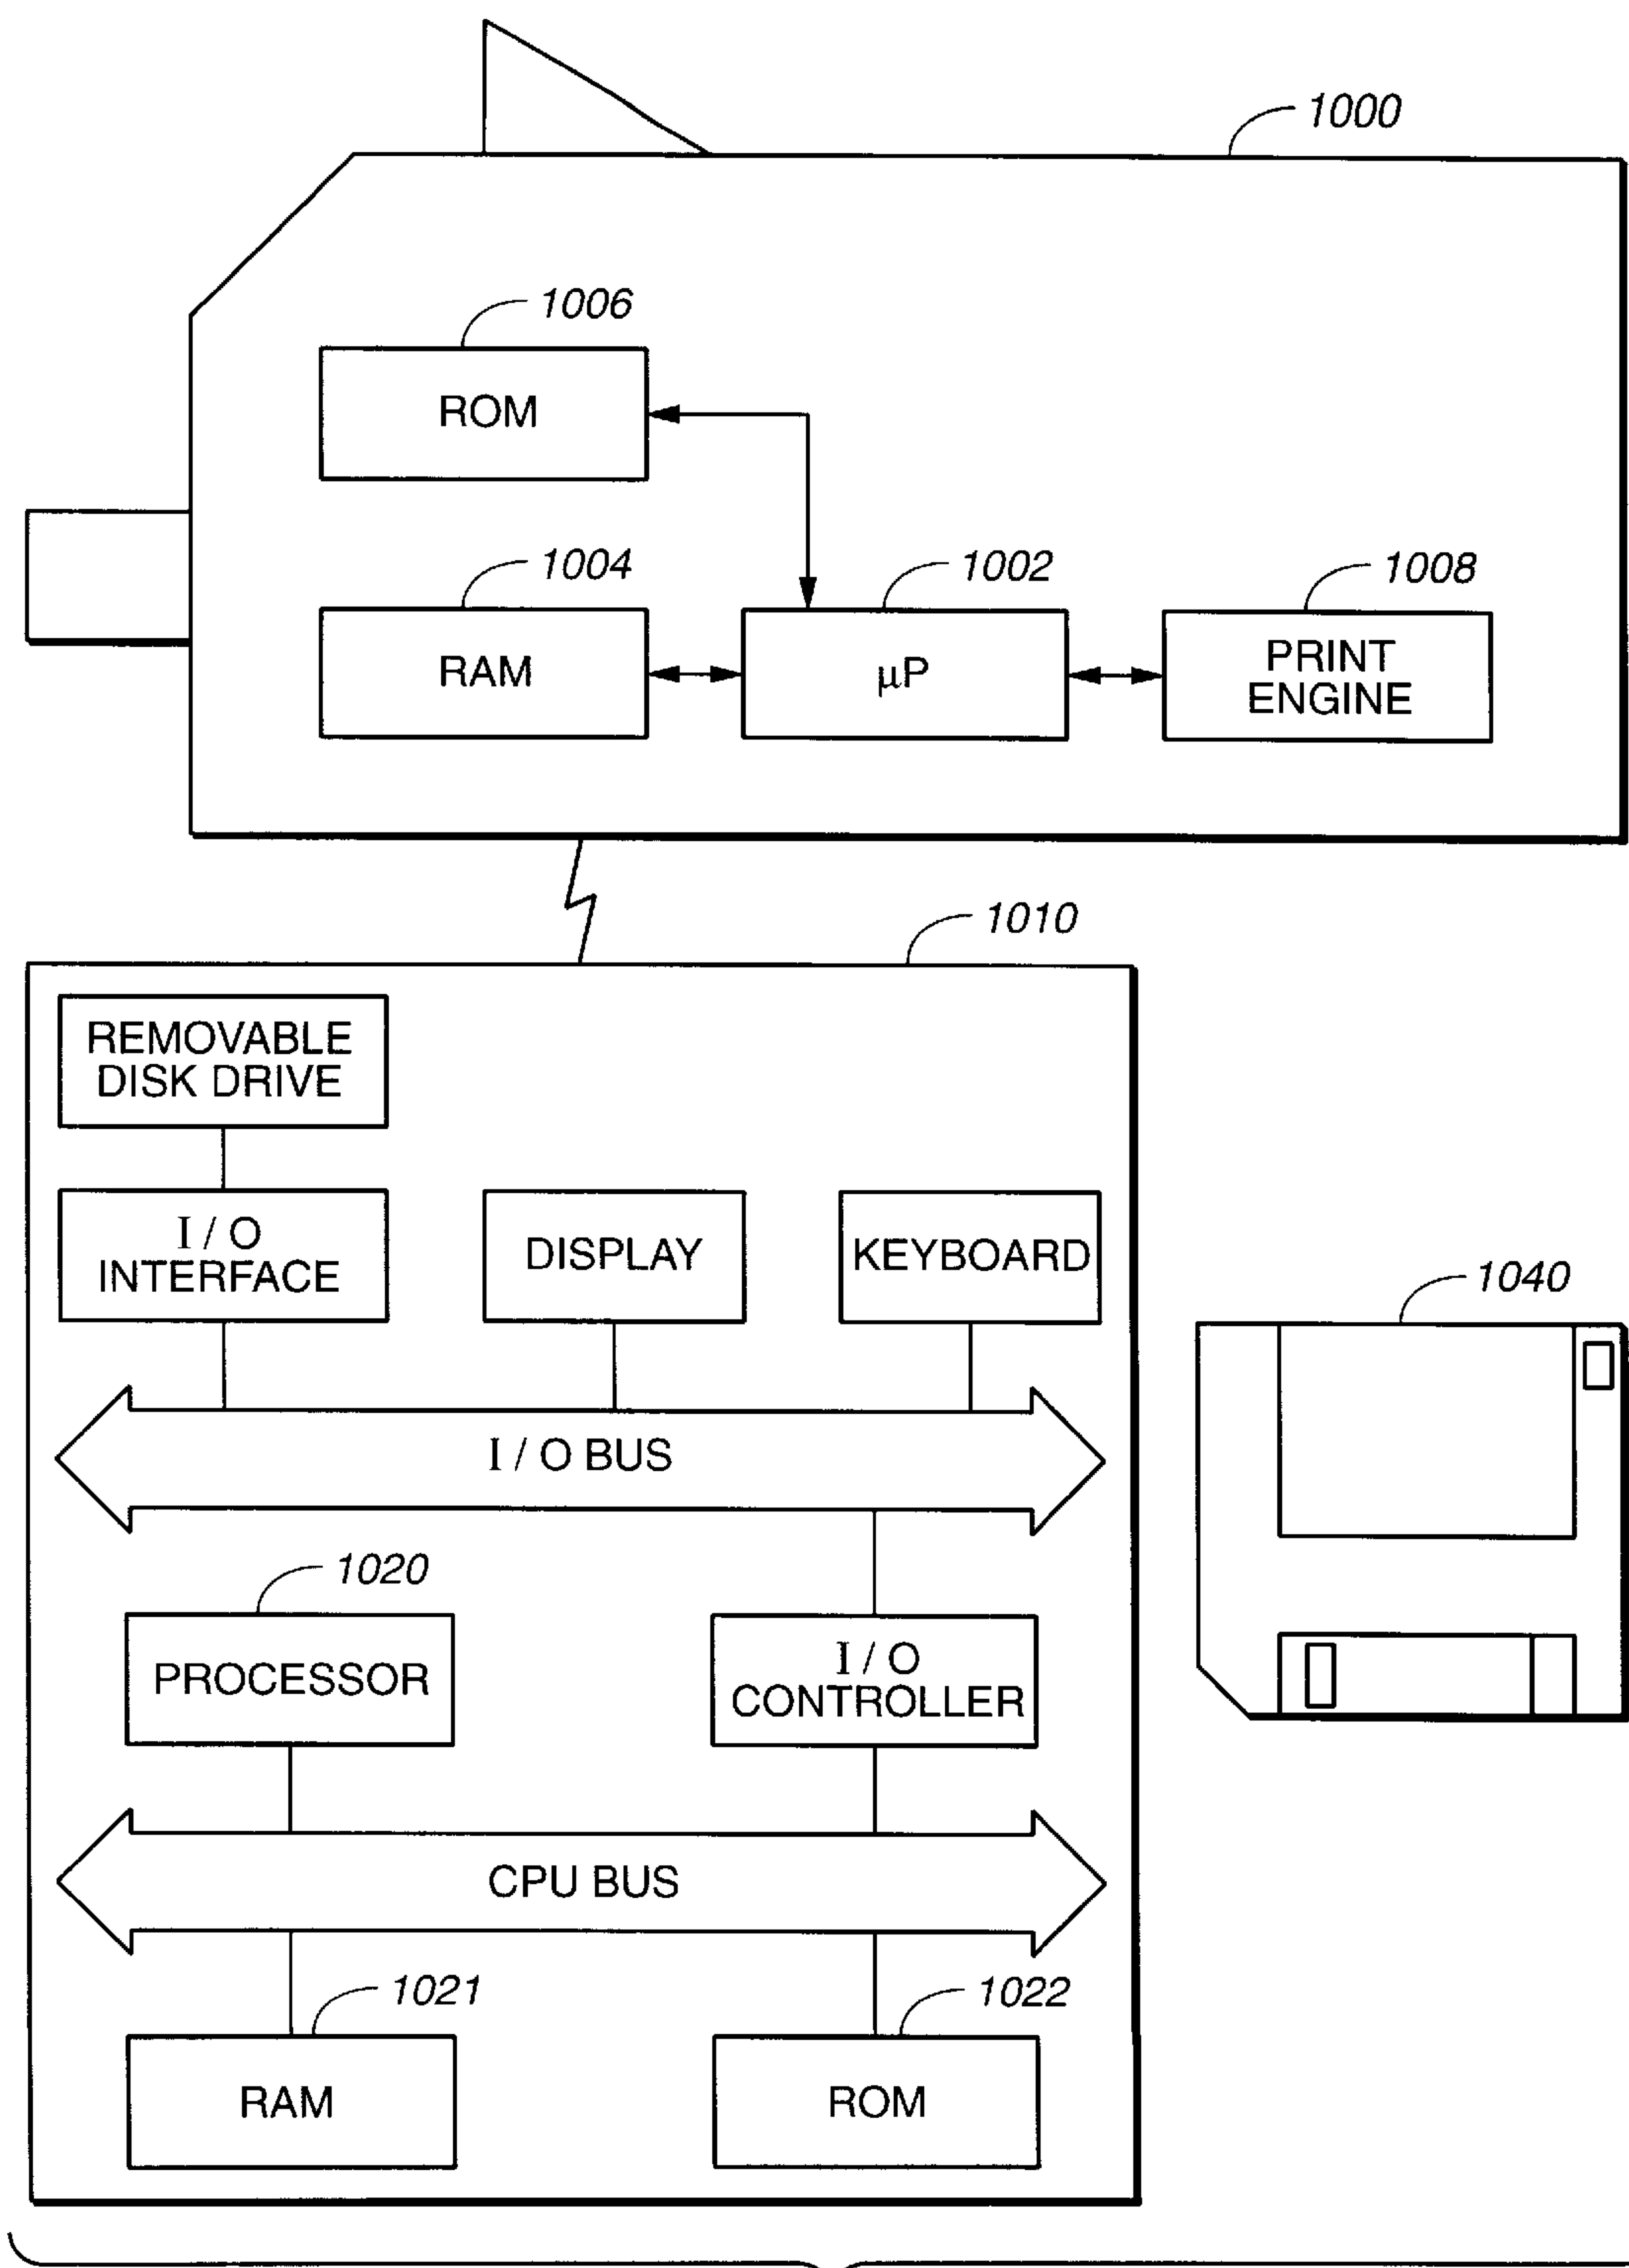 1000
1006
ROM
1004
1002
1008
RAM
µP
PRINT
ENGINE
1010
REMOVABLE
DISK DRIVE
I / O
INTERFACE
DISPLAY
KEYBOARD
1040
I / O BUS
1020
PROCESSOR
I / O
CONTROLLER
CPU BUS
1021
1022
RAM
ROM